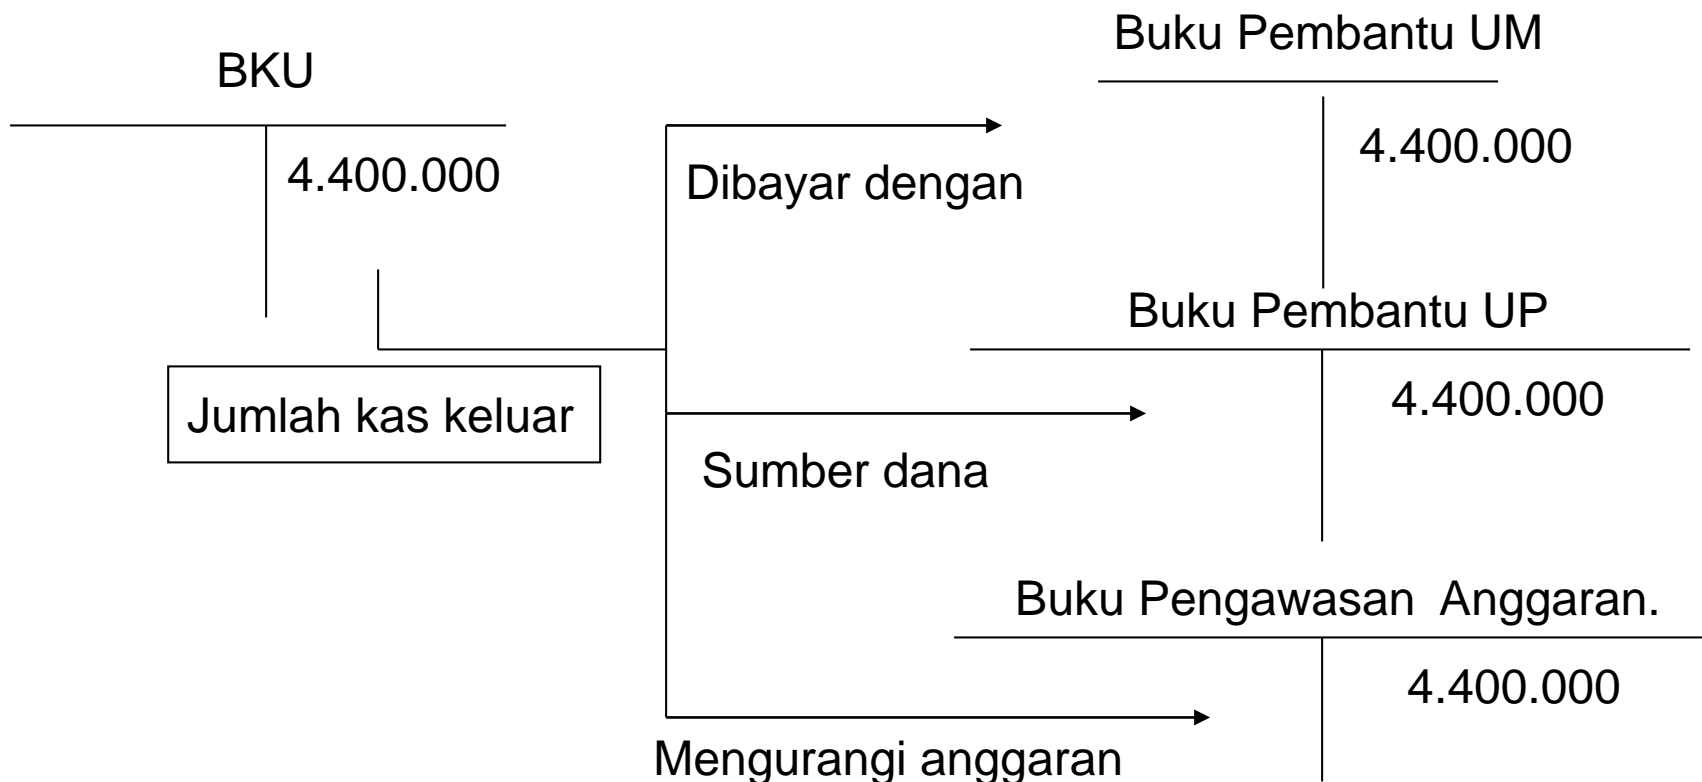 BKU
4.400.000
Jumlah kas keluar
Dibayar dengan
Sumber dana
Mengurangi anggaran
Buku Pembantu UM
4.400.000
Buku Pembantu UP
4.400.000
Buku Pengawasan Anggaran.
4.400.000